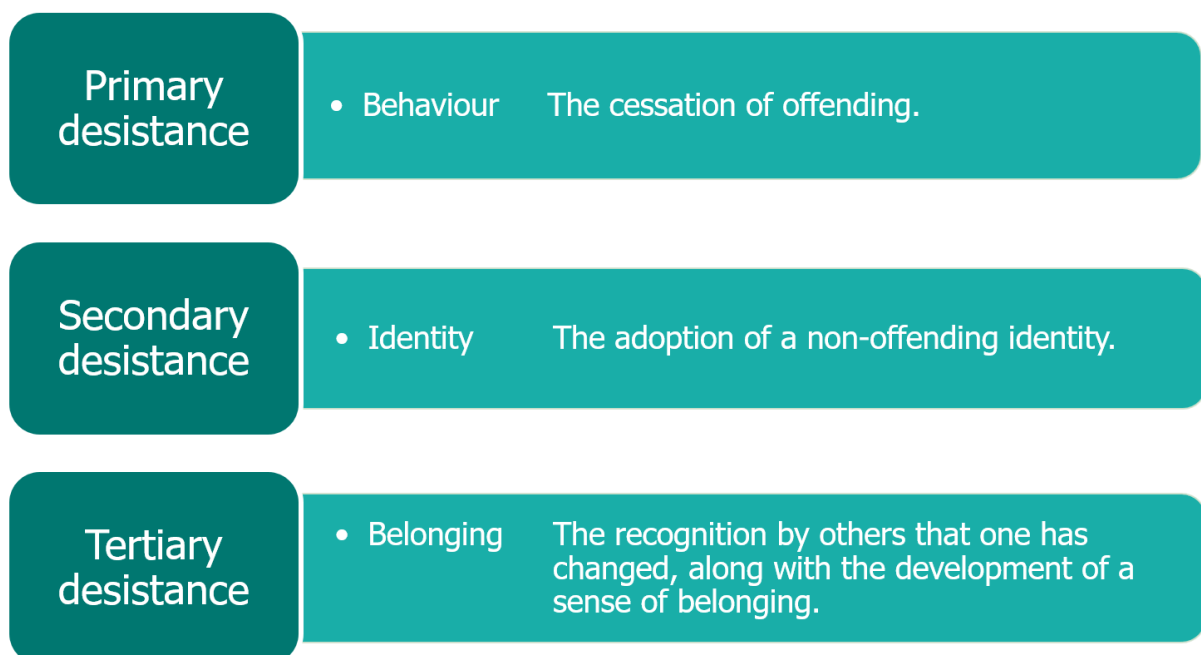 Primary
desistance
• Behaviour The cessation of offending.
Secondary
desistance
• Identity The adoption of a non-offending identity.
Tertiary
desistance
• Belonging The recognition by others that one has
changed, along with the development of a
sense of belonging.